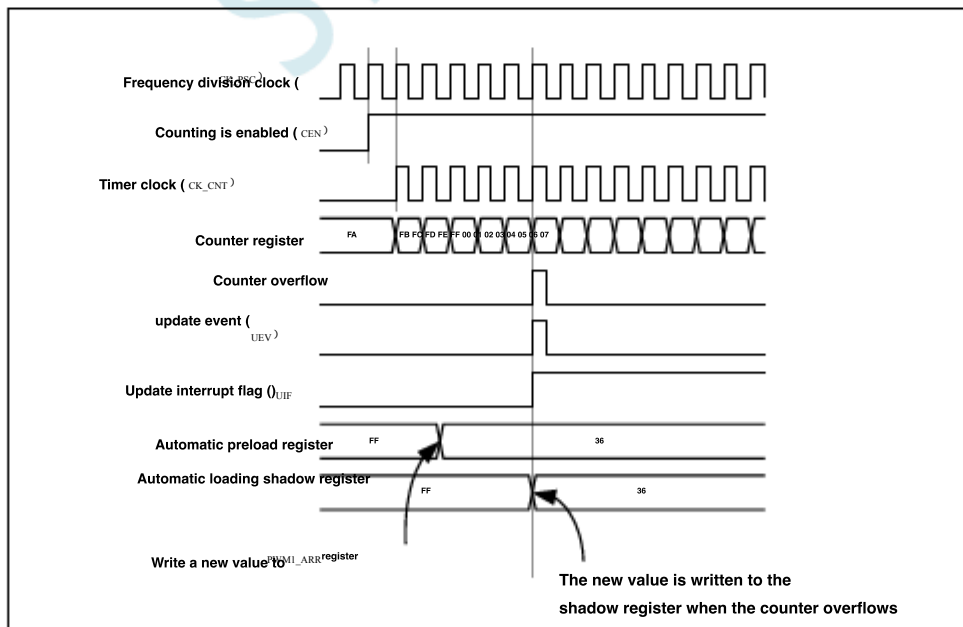 Frequency division clock ( CK_PSC )
Counting is enabled ( CEN )
Timer clock ( CK_CNT )
Counter register
FA FB FC FD FE FF 00 01 02 03 04 05 06 07
Counter overflow
update event (
UEV )
Update interrupt flag () UIF
Automatic preload register
FF 36
Automatic loading shadow register
FF 36
Write a new value to PWM1_ARR register
The new value is written to the
shadow register when the counter overflows